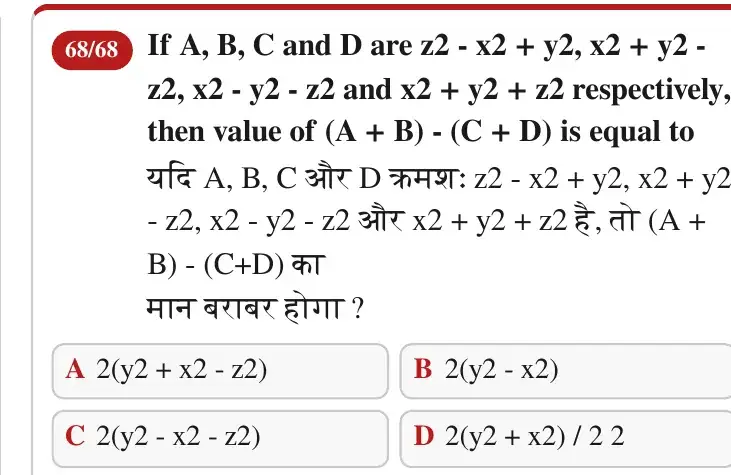 68/68 If A, B, C and D are z2 - x2 + y2, x2 + y2 -
z2, x2 - y2 - z2 and x2 + y2 + z2 respectively,
then value of (A + B) - (C + D) is equal to
यदि A, B, C और D क्रमशः z2 - x2 + y2, x2 + y2
- z2, x2 - y2 - z2 और x2 + y2 + z2 है, तो (A +
B) - (C+D) का
मान बराबर होगा ?
A 2(y2 + x2 - z2)
B 2(y2 - x2)
C 2(y2 - x2 - z2)
D 2(y2 + x2) / 2 2